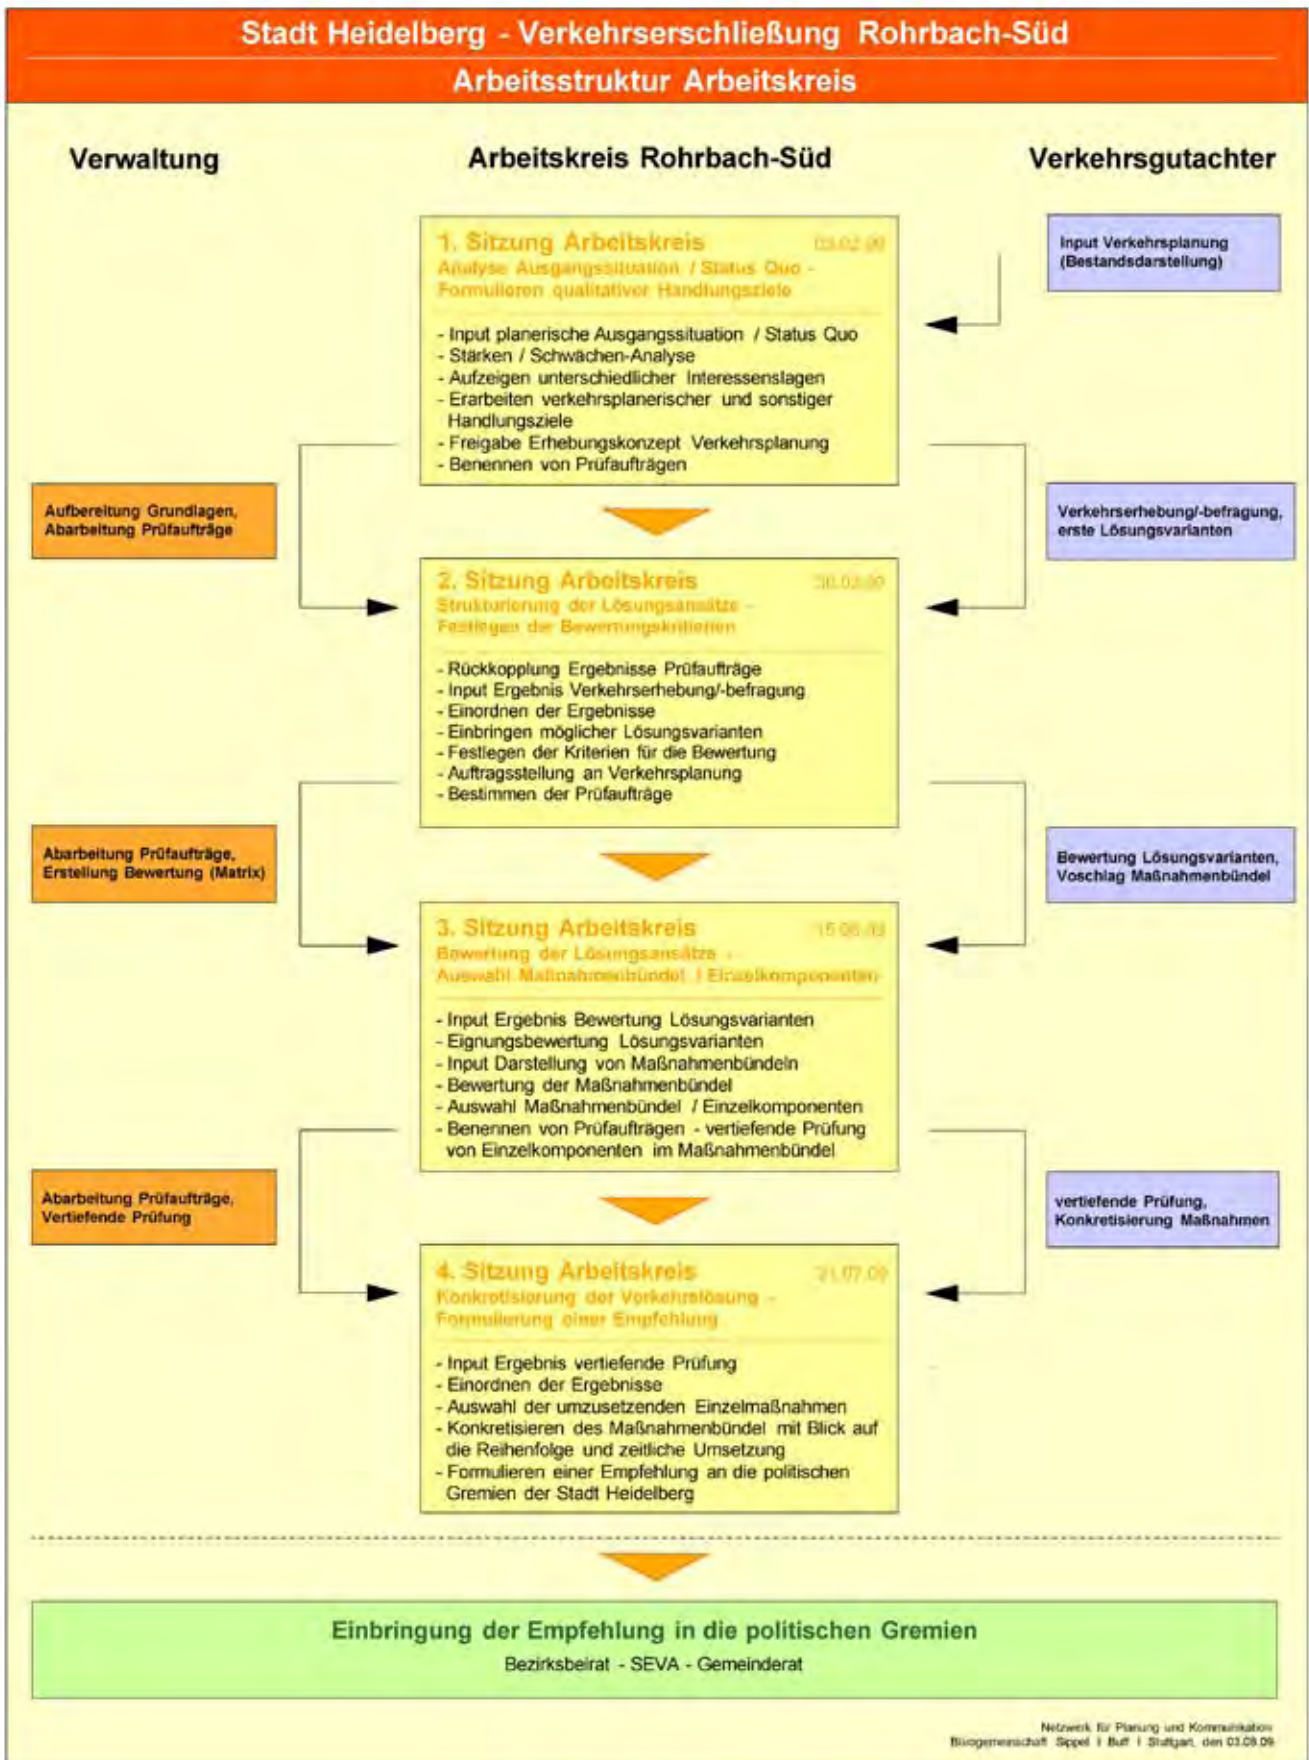 Stadt Heidelberg - Verkehrserschließung Rohrbach-Süd
Arbeitsstruktur Arbeitskreis
Verwaltung
Arbeitskreis Rohrbach-Süd
Verkehrsgutachter
1. Sitzung Arbeitskreis
Analyse Ausgangssituation / Status Quo -
Formulieren qualitativer Handlungsziele
- Input planerische Ausgangssituation / Status Quo
- Stärken / Schwächen-Analyse
- Aufzeigen unterschiedlicher Interessenslagen
- Erarbeiten verkehrsplanerischer und sonstiger
Handlungsziele
- Freigabe Erhebungskonzept Verkehrsplanung
- Benennen von Prüfaufträgen
Input Verkehrsplanung
(Bestandsdarstellung)
Aufbereitung Grundlagen,
Abarbeitung Prüfaufträge
Verkehrserhebung/-befragung,
erste Lösungsvarianten
2. Sitzung Arbeitskreis
Strukturierung der Lösungsansätze -
Festlegen der Bewertungskriterien
- Rückkopplung Ergebnisse Prüfaufträge
- Input Ergebnis Verkehrserhebung/-befragung
- Einordnen der Ergebnisse
- Einbringen möglicher Lösungsvarianten
- Festlegen der Kriterien für die Bewertung
- Auftragsstellung an Verkehrsplanung
- Bestimmen der Prüfaufträge
Abarbeitung Prüfaufträge,
Erstellung Bewertung (Matrix)
Bewertung Lösungsvarianten,
Voschlag Maßnahmenbündel
3. Sitzung Arbeitskreis
Bewertung der Lösungsansätze -
Auswahl Maßnahmenbündel / Einzelkomponenten
- Input Ergebnis Bewertung Lösungsvarianten
- Eignungsbewertung Lösungsvarianten
- Input Darstellung von Maßnahmenbündeln
- Bewertung der Maßnahmenbündel
- Auswahl Maßnahmenbündel / Einzelkomponenten
- Benennen von Prüfaufträgen - vertiefende Prüfung
von Einzelkomponenten im Maßnahmenbündel
Abarbeitung Prüfaufträge,
Vertiefende Prüfung
vertiefende Prüfung,
Konkretisierung Maßnahmen
4. Sitzung Arbeitskreis 21.07.09
Konkretisierung der Verkehrslösung -
Formulierung einer Empfehlung
- Input Ergebnis vertiefende Prüfung
- Einordnen der Ergebnisse
- Auswahl der umzusetzenden Einzelmaßnahmen
- Konkretisieren des Maßnahmenbündel mit Blick auf
die Reihenfolge und zeitliche Umsetzung
- Formulieren einer Empfehlung an die politischen
Gremien der Stadt Heidelberg
Einbringung der Empfehlung in die politischen Gremien
Bezirksbeirat - SEVA - Gemeinderat
Netzwerk für Planung und Kommunikation
Bürogemeinschaft Sippel I Buff I Stuttgart, den 03.08.09